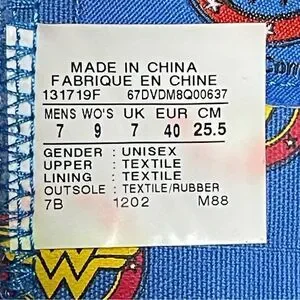 MADE IN CHINA
FABRIQUE EN CHINE
131719F 67DVDM8Q00637
MENS WO'S UK EUR CM
7 9 7 40 25.5
GENDER : UNISEX
UPPER : TEXTILE
LINING : TEXTILE
OUTSOLE : TEXTILE/RUBBER
7B 1202 M88